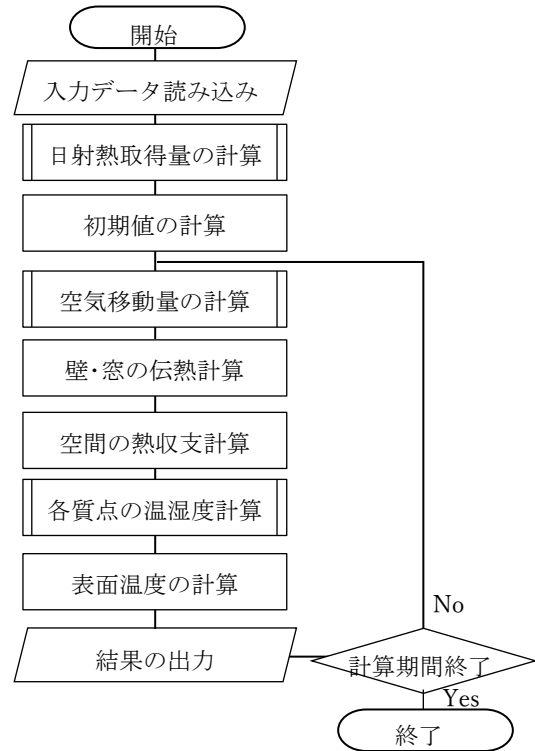 開始
入力データ読み込み
日射熱取得量の計算
初期値の計算
空気移動量の計算
壁・窓の伝熱計算
空間の熱収支計算
各質点の温湿度計算
表面温度の計算
No
結果の出力
計算期間終了
Yes
終了